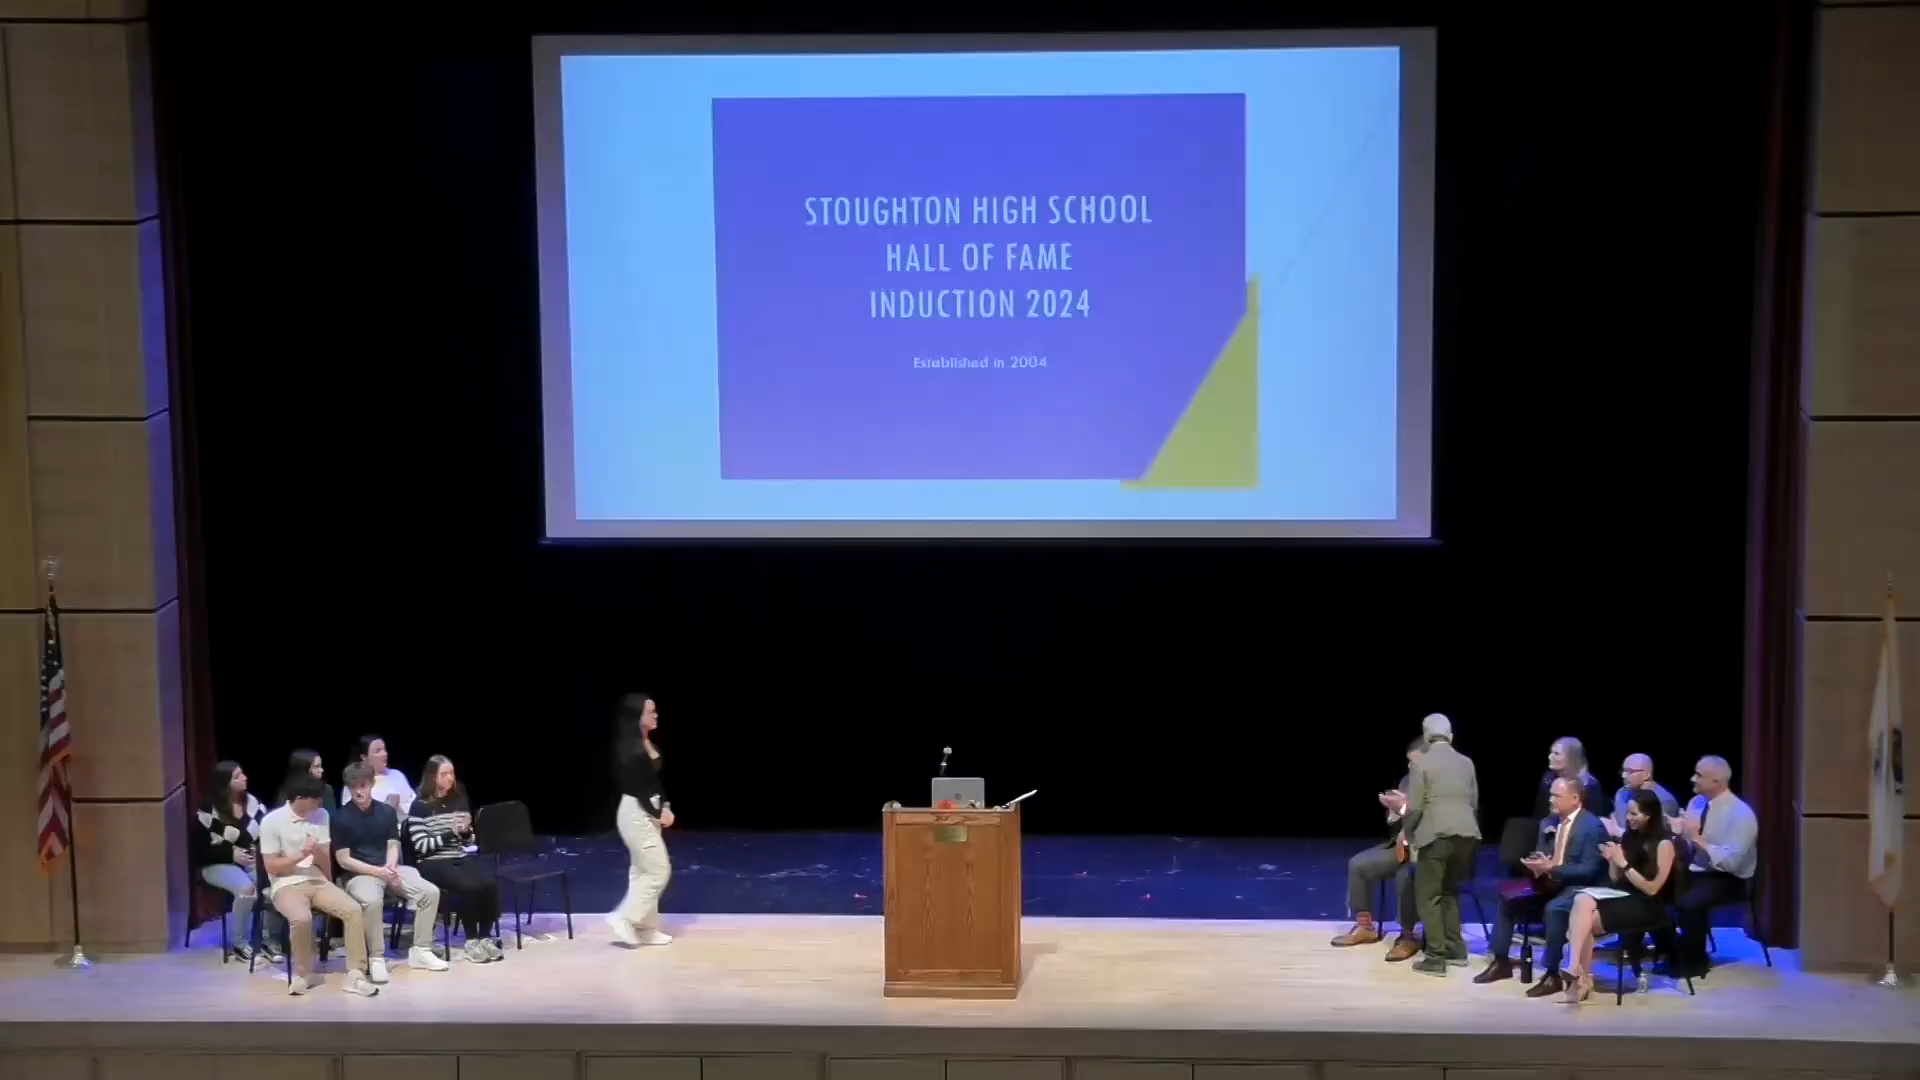 STOUGHTON HIGH SCHOOL
HALL OF FAME
INDUCTION 2024
Established in 2004